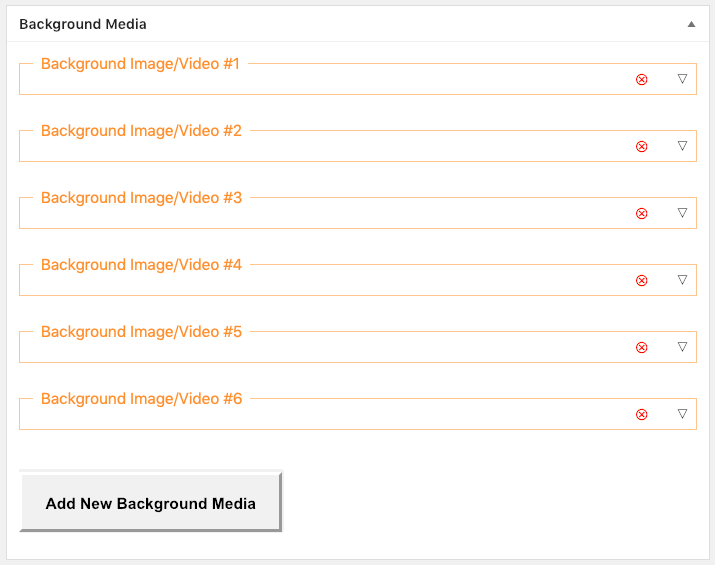 Background Media
Background Image/Video #1
Background Image/Video #2
Background Image/Video #3
Background Image/Video #4
Background Image/Video #5
Background Image/Video #6
Add New Background Media